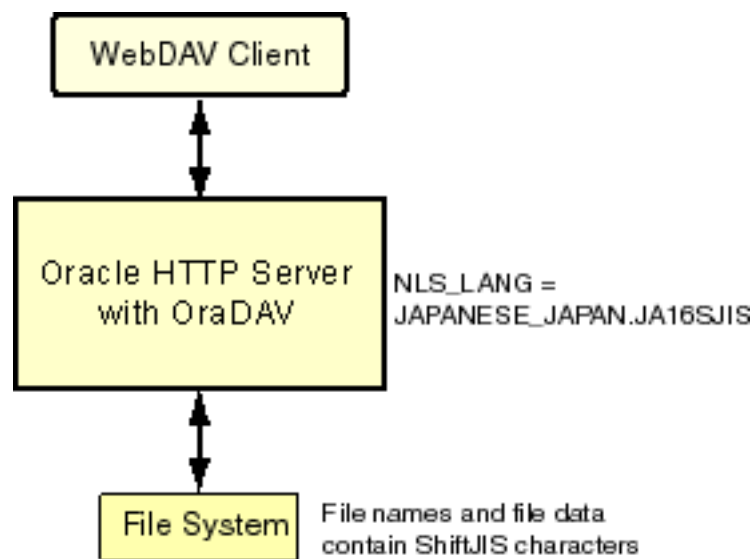 WebDAV Client
Oracle HTTP Server
with OraDAV
NLS_LANG =
JAPANESE_JAPAN.JA16SJIS
File System
File names and file data
contain ShiftJIS characters